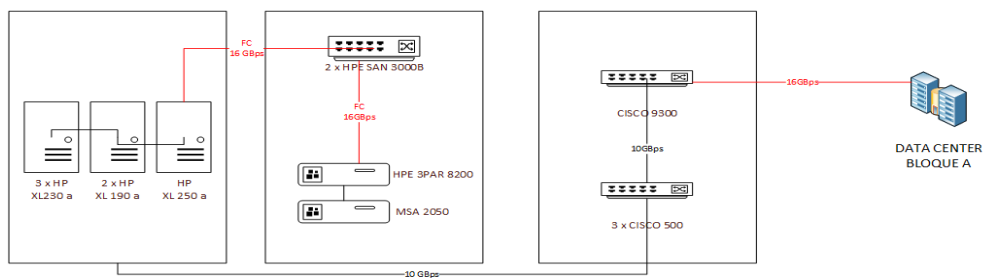 FC
16 GBps
2 x HPE SAN 3000B
FC
16GBps
HPE 3PAR 8200
MSA 2050
3 x HP
XL230 a
2 x HP
XL 190 a
HP
XL 250 a
CISCO 9300
16GBps
10GBps
3 x CISCO 500
10 GBps
DATA CENTER
BLOQUE A